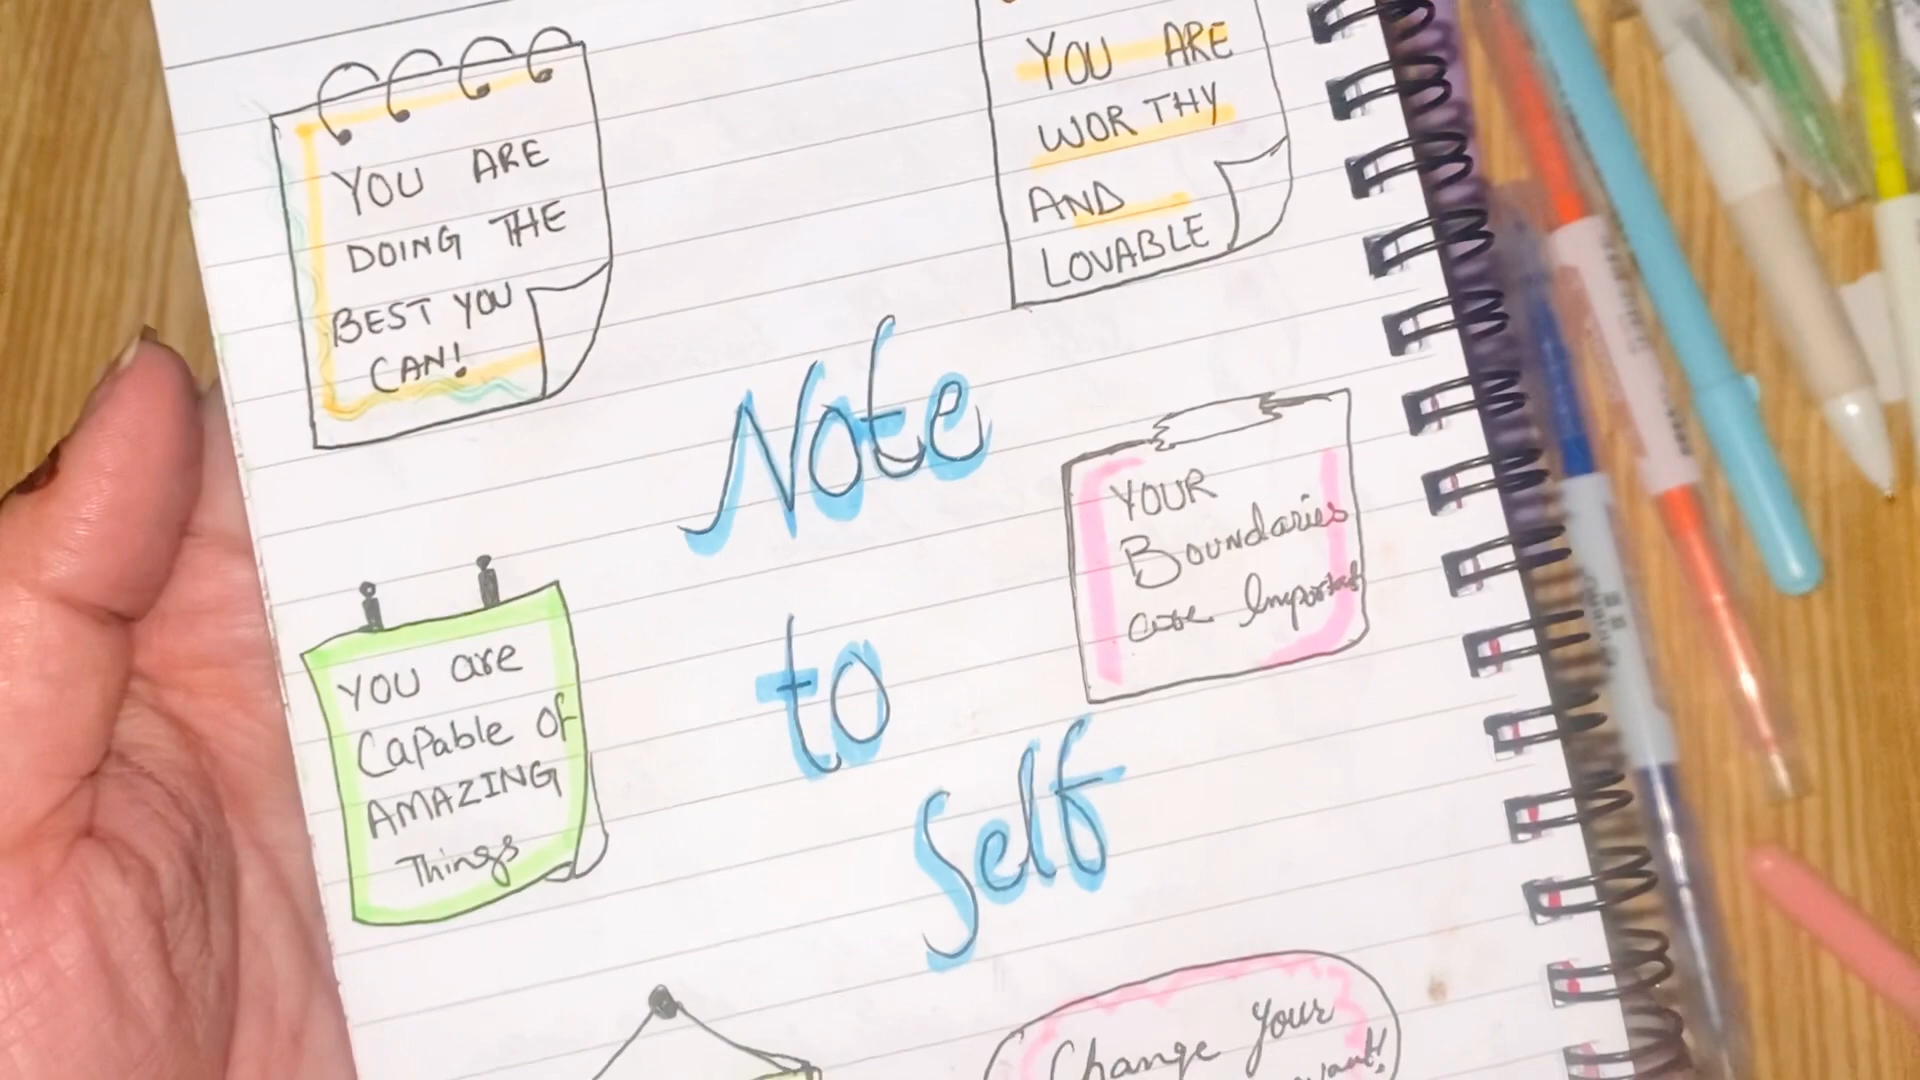 YOU ARE
DOING THE
BEST YOU
CAN!
YOU ARE
WORTHY
AND
LOVABLE
Note
to
Self
YOUR
Boundaries
are Important
YOU are
Capable of
AMAZING
Things
Change Your